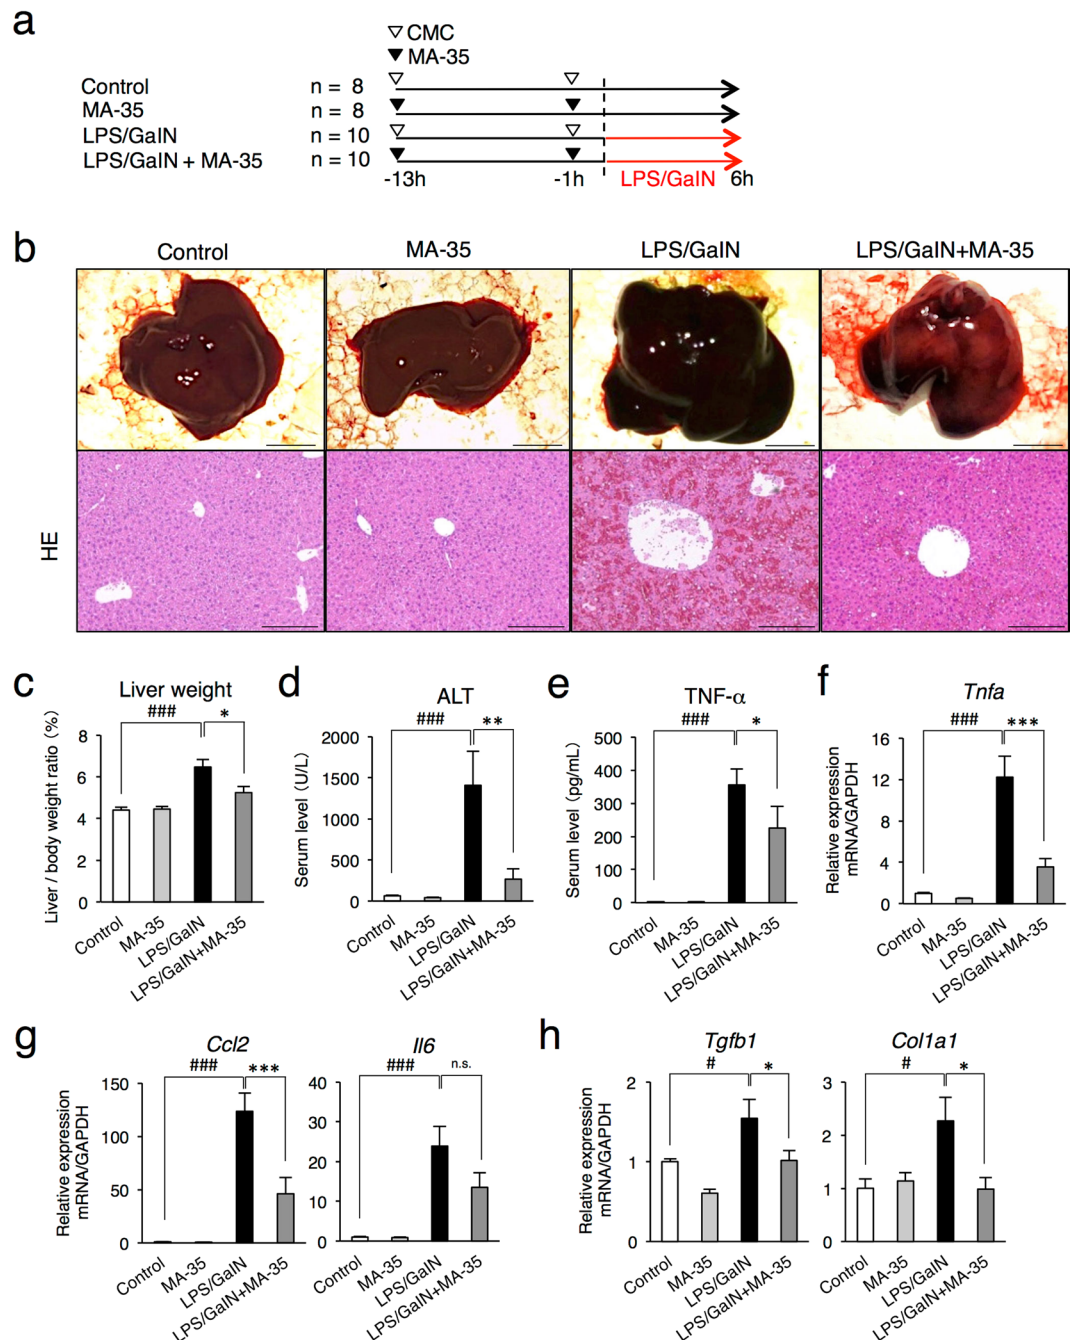 a
▽CMC
▼MA-35
Control n = 8
MA-35 n = 8
LPS/GalN n = 10
LPS/GalN + MA-35 n = 10
-13h -1h LPS/GalN 6h
b
Control MA-35 LPS/GalN LPS/GalN+MA-35
HE
c
Liver weight
### *
Liver / body weight ratio (%)
8
6
4
2
0
Control MA-35 LPS/GalN LPS/GalN+MA-35
d
ALT
### **
Serum level (U/L)
2000
1500
1000
500
0
Control MA-35 LPS/GalN LPS/GalN+MA-35
e
TNF-α
### *
Serum level (pg/mL)
500
400
300
200
100
0
Control MA-35 LPS/GalN LPS/GalN+MA-35
f
Tnfa
### ***
Relative expression
mRNA/GAPDH
16
12
8
4
0
Control MA-35 LPS/GalN LPS/GalN+MA-35
g
Ccl2
### ***
Relative expression
mRNA/GAPDH
150
100
50
0
Control MA-35 LPS/GalN LPS/GalN+MA-35
Il6
### n.s.
40
30
20
10
0
Control MA-35 LPS/GalN LPS/GalN+MA-35
h
Tgfb1
# *
Relative expression
mRNA/GAPDH
2
1
0
Control MA-35 LPS/GalN LPS/GalN+MA-35
Col1a1
# *
3
2
1
0
Control MA-35 LPS/GalN LPS/GalN+MA-35